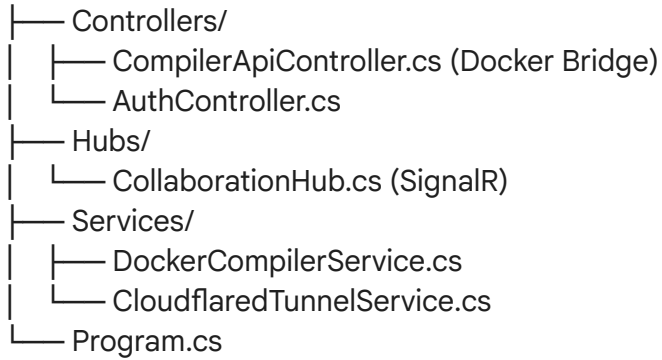 ├── Controllers/
│   ├── CompilerApiController.cs (Docker Bridge)
│   └── AuthController.cs
├── Hubs/
│   └── CollaborationHub.cs (SignalR)
├── Services/
│   ├── DockerCompilerService.cs
│   └── CloudflaredTunnelService.cs
└── Program.cs